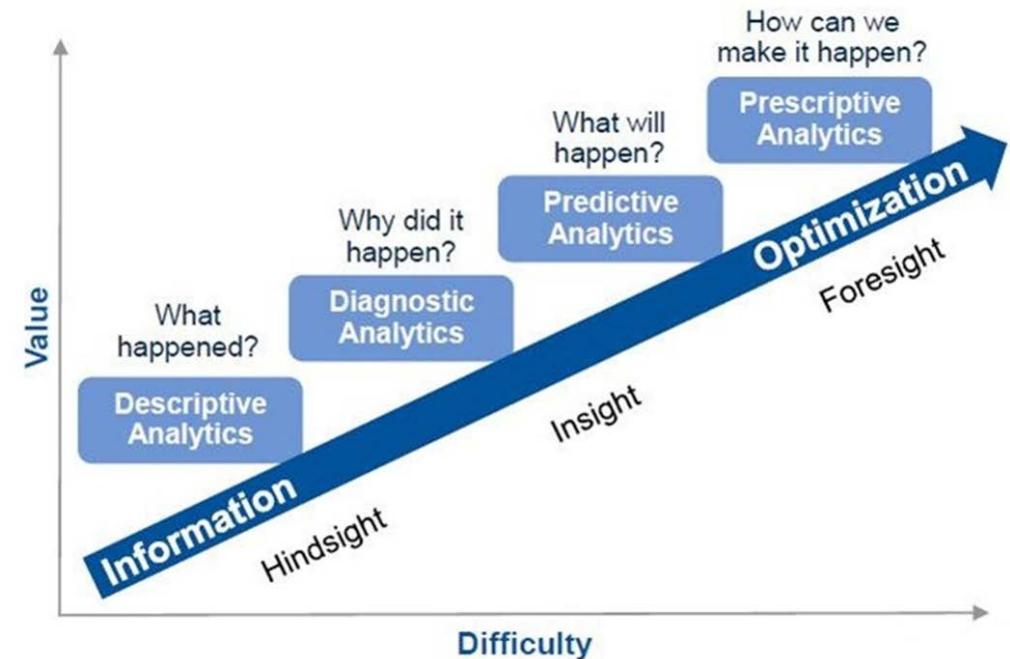 How can we
make it happen?
Prescriptive
Analytics
What will
happen?
Predictive
Analytics
Why did it
happen?
Diagnostic
Analytics
What
happened?
Descriptive
Analytics
Information
Optimization
Hindsight
Insight
Foresight
Value
Difficulty